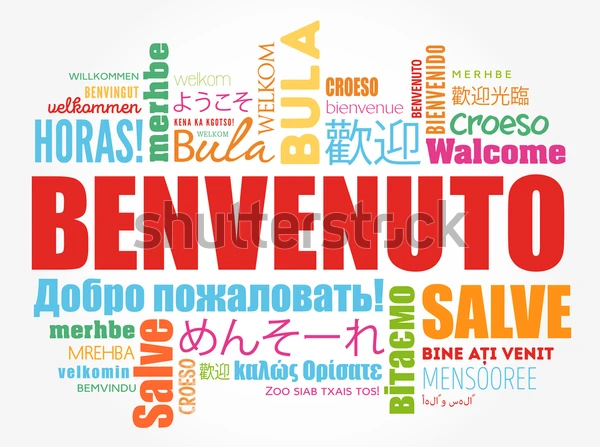 WILLKOMMEN
BENVINGUT
velkommen
HORAS!
merhbe
welkom
ようこそ
KENA KA KGOTSO!
WELKOM
Bula
WELKOM
BULA
CROESO
bienvenue
歡迎
BENVENUTO
BIENVENIDO
MERHBE
歡迎光臨
Croeso
Walcome
BENVENUTO
shutterstock
Добро пожаловать!
merhbe
MREHBA
velkomin
BEMVINDU
Salve
CROESO
めんそーれ
歡迎
καλώς Ορίσατε
ZOO SIAB TXAIS TOS!
Вітаємо
SALVE
BINE AȚI VENIT
MENSÒOREE